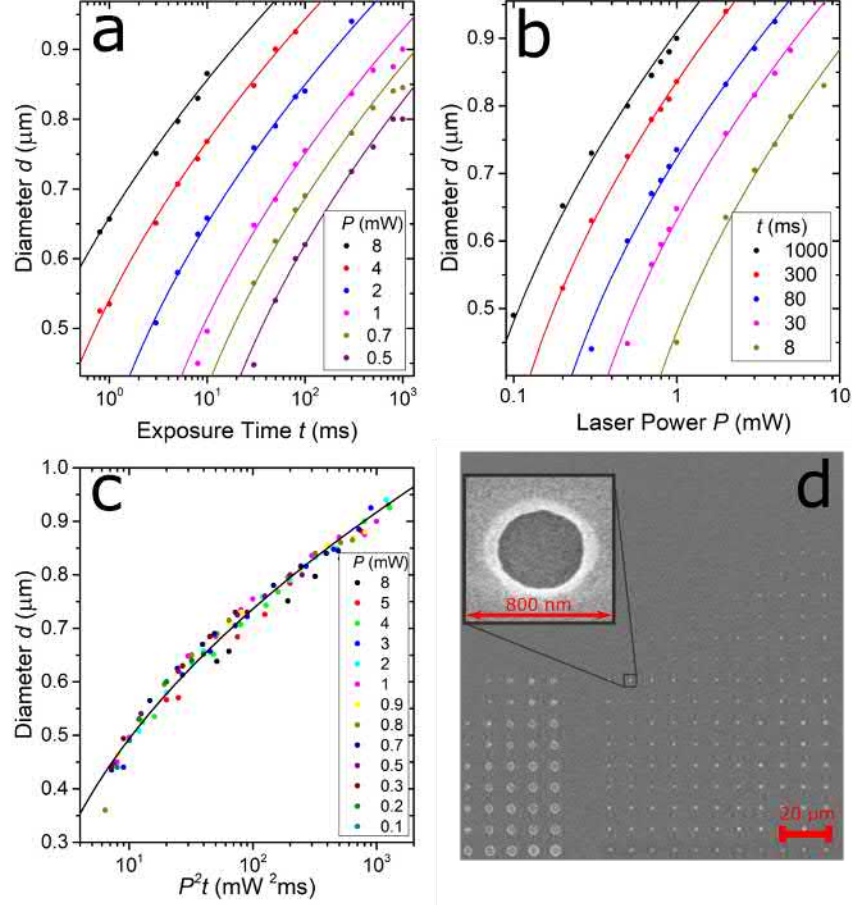 a
0.9
0.8
0.7
0.6
0.5
Diameter d (μm)
P (mW)
8
4
2
1
0.7
0.5
10⁰ 10¹ 10² 10³
Exposure Time t (ms)
b
0.9
0.8
0.7
0.6
0.5
Diameter d (μm)
t (ms)
1000
300
80
30
8
0.1 1 10
Laser Power P (mW)
c
1.0
0.9
0.8
0.7
0.6
0.5
0.4
0.3
Diameter d (μm)
P (mW)
8
5
4
3
2
1
0.9
0.8
0.7
0.5
0.3
0.2
0.1
10¹ 10² 10³
P²t (mW ²ms)
d
800 nm
20 μm